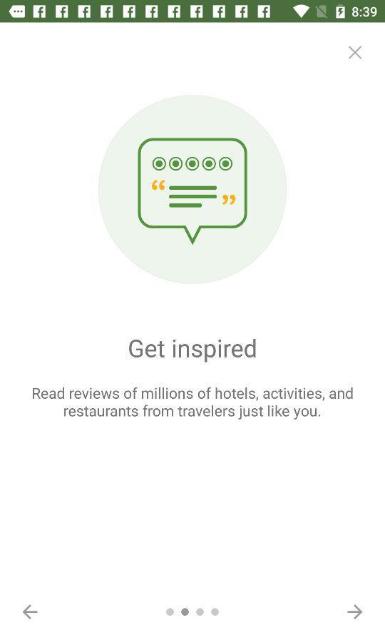 8:39
Get inspired
Read reviews of millions of hotels, activities, and
restaurants from travelers just like you.